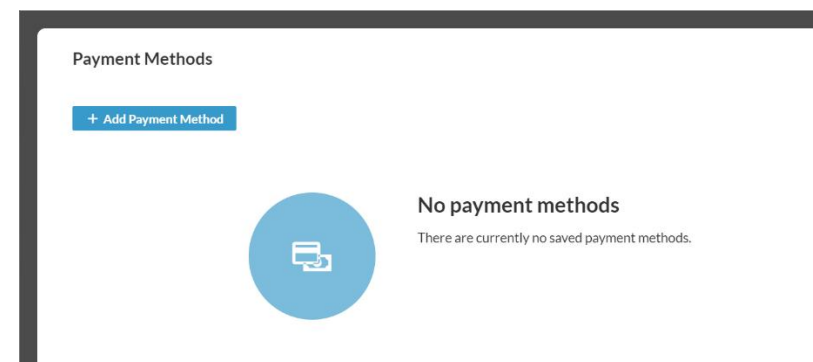 Payment Methods
+ Add Payment Method
No payment methods
There are currently no saved payment methods.